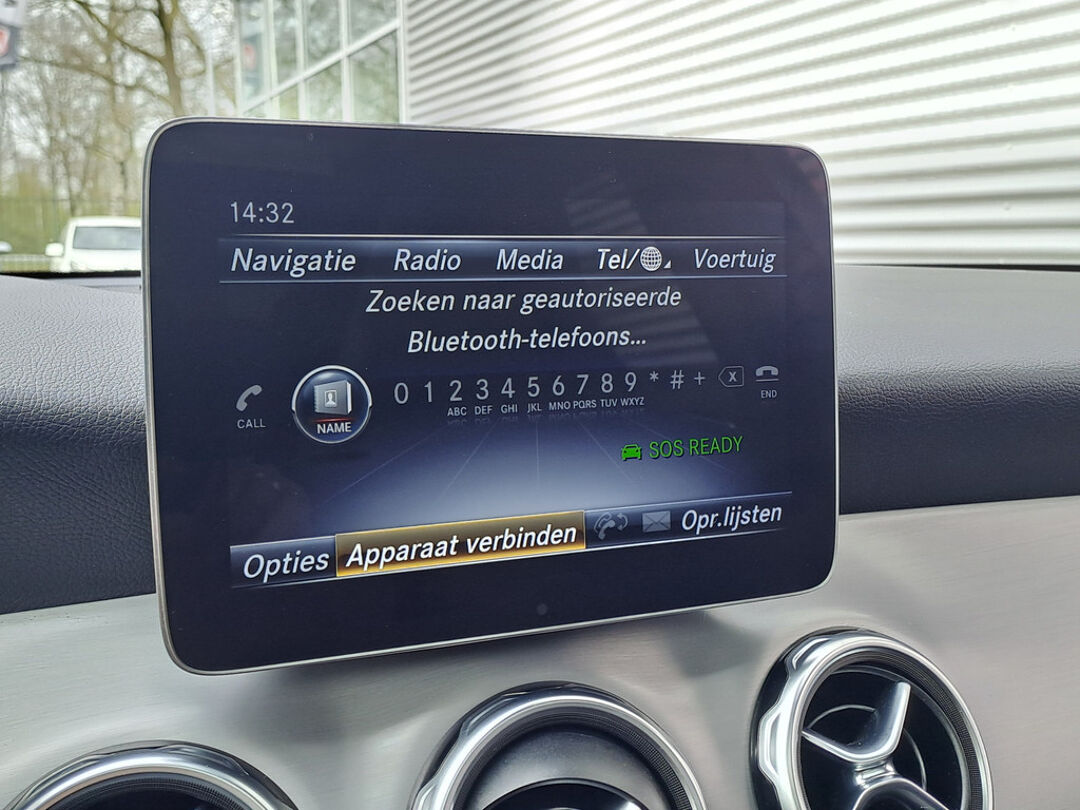 14:32
Navigatie Radio Media Tel/ Voertuig
Zoeken naar geautoriseerde
Bluetooth-telefoons...
0 1 2 3 4 5 6 7 8 9 * # + X
ABC DEF GHI JKL MNO PQRS TUV WXYZ
CALL NAME END
SOS READY
Opties Apparaat verbinden Opr.lijsten